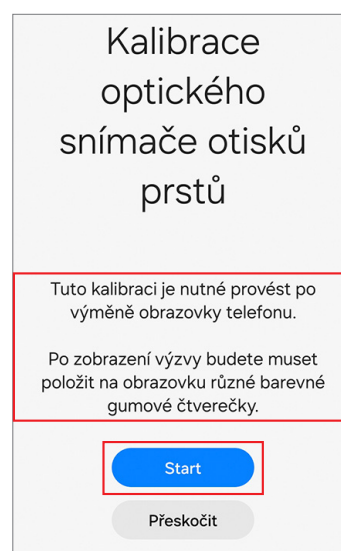 Kalibrace
optického
snímače otisků
prstů
Tuto kalibraci je nutné provést po
výměně obrazovky telefonu.
Po zobrazení výzvy budete muset
položit na obrazovku různé barevné
gumové čtverečky.
Start
Přeskočit